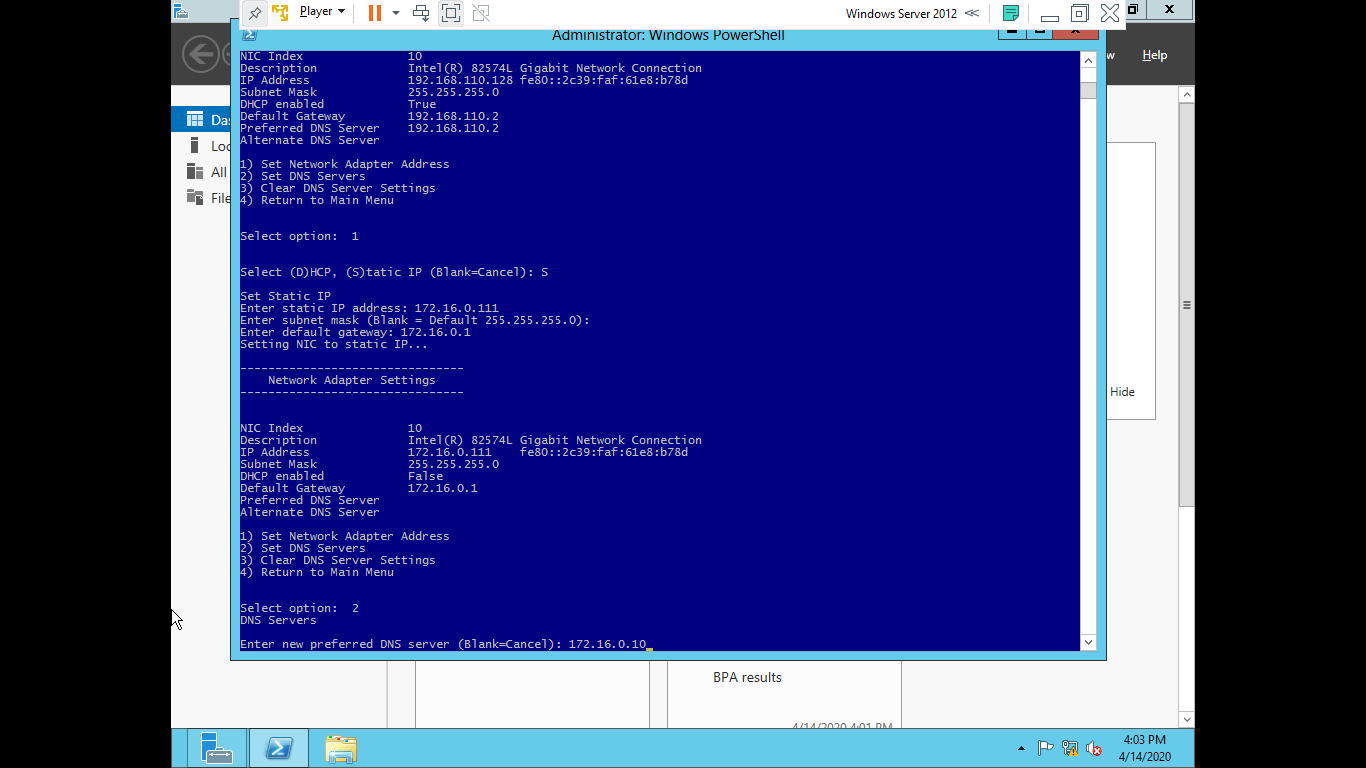 Player
Windows Server 2012
Administrator: Windows PowerShell
Help
Das
Loc
All
File
NIC Index 10
Description Intel(R) 82574L Gigabit Network Connection
IP Address 192.168.110.128 fe80::2c39:faf:61e8:b78d
Subnet Mask 255.255.255.0
DHCP enabled True
Default Gateway 192.168.110.2
Preferred DNS Server 192.168.110.2
Alternate DNS Server
1) Set Network Adapter Address
2) Set DNS Servers
3) Clear DNS Server Settings
4) Return to Main Menu
Select option: 1
Select (D)HCP, (S)tatic IP (Blank=Cancel): S
Set Static IP
Enter static IP address: 172.16.0.111
Enter subnet mask (Blank = Default 255.255.255.0):
Enter default gateway: 172.16.0.1
Setting NIC to static IP...
--------------------------------
Network Adapter Settings
--------------------------------
Hide
NIC Index 10
Description Intel(R) 82574L Gigabit Network Connection
IP Address 172.16.0.111 fe80::2c39:faf:61e8:b78d
Subnet Mask 255.255.255.0
DHCP enabled False
Default Gateway 172.16.0.1
Preferred DNS Server
Alternate DNS Server
1) Set Network Adapter Address
2) Set DNS Servers
3) Clear DNS Server Settings
4) Return to Main Menu
Select option: 2
DNS Servers
Enter new preferred DNS server (Blank=Cancel): 172.16.0.10_
BPA results
4/14/2020 4:01 PM
4:03 PM
4/14/2020